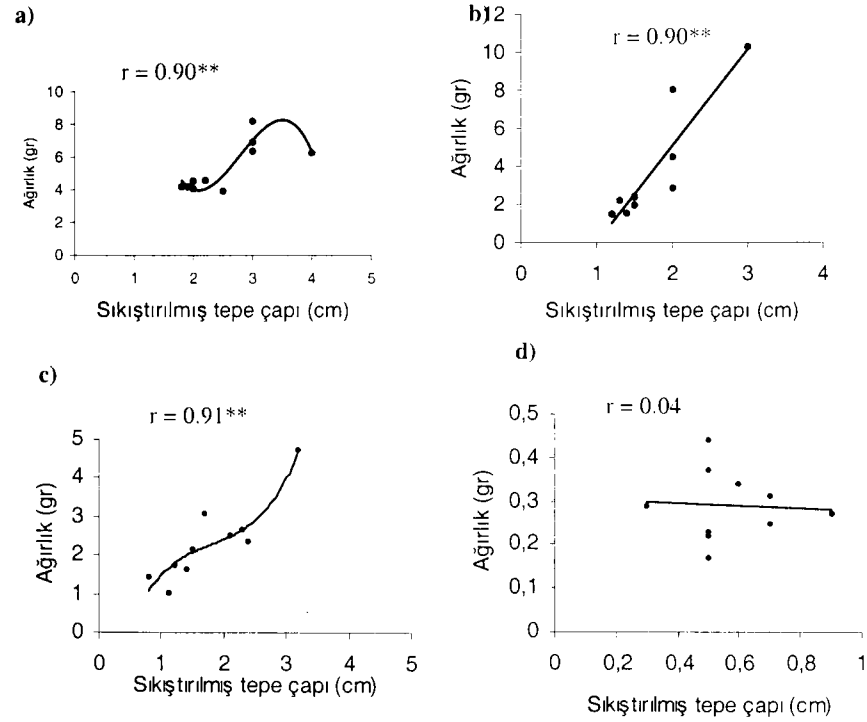 a)
r = 0.90**
10
8
6
4
2
0
Ağırlık (gr)
0 1 2 3 4 5
Sıkıştırılmış tepe çapı (cm)
b)
r = 0.90**
12
10
8
6
4
2
0
Ağırlık (gr)
0 1 2 3 4
Sıkıştırılmış tepe çapı (cm)
c)
r = 0.91**
5
4
3
2
1
0
Ağırlık (gr)
0 1 2 3 4 5
Sıkıştırılmış tepe çapı (cm)
d)
r = 0.04
0,5
0,4
0,3
0,2
0,1
0
Ağırlık (gr)
0 0,2 0,4 0,6 0,8 1
Sıkıştırılmış tepe çapı (cm)